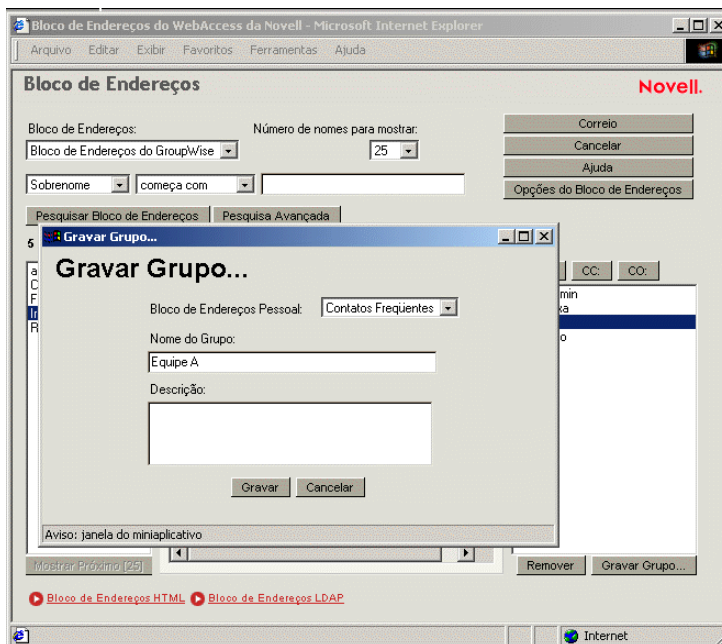 Bloco de Endereços do WebAccess da Novell - Microsoft Internet Explorer
Arquivo Editar Exibir Favoritos Ferramentas Ajuda
Bloco de Endereços
Novell.
Bloco de Endereços:
Número de nomes para mostrar:
Bloco de Endereços do GroupWise
25
Correio
Cancelar
Ajuda
Opções do Bloco de Endereços
Sobrenome
começa com
Pesquisar Bloco de Endereços
Pesquisa Avançada
5
Gravar Grupo...
Gravar Grupo...
CC:
CO:
Bloco de Endereços Pessoal:
Contatos Freqüentes
Nome do Grupo:
Equipe A
Descrição:
Gravar
Cancelar
Aviso: janela do miniaplicativo
Mostrar Próximo [25]
Remover
Gravar Grupo...
Bloco de Endereços HTML
Bloco de Endereços LDAP
Internet